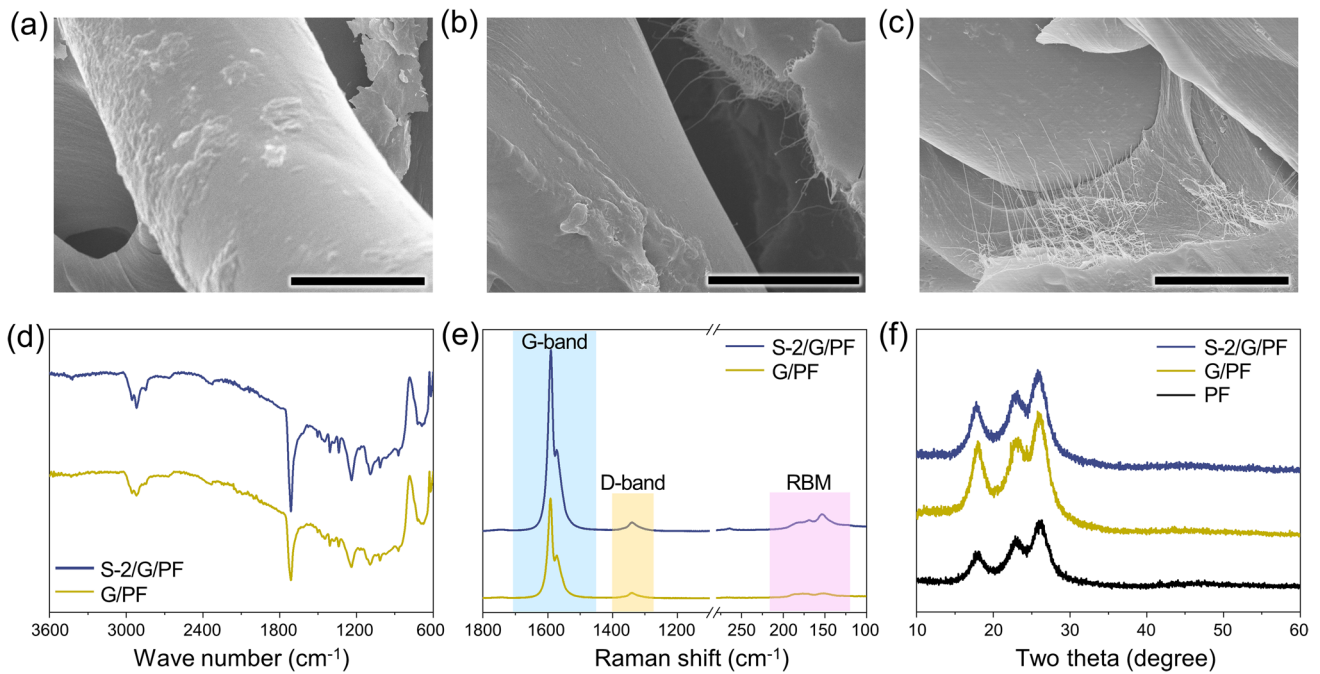 (a)
(b)
(c)
(d)
S-2/G/PF
G/PF
3600 3000 2400 1800 1200 600
Wave number (cm-1)
(e)
G-band
S-2/G/PF
G/PF
D-band
RBM
1800 1600 1400 1200 250 200 150 100
Raman shift (cm-1)
(f)
S-2/G/PF
G/PF
PF
10 20 30 40 50 60
Two theta (degree)